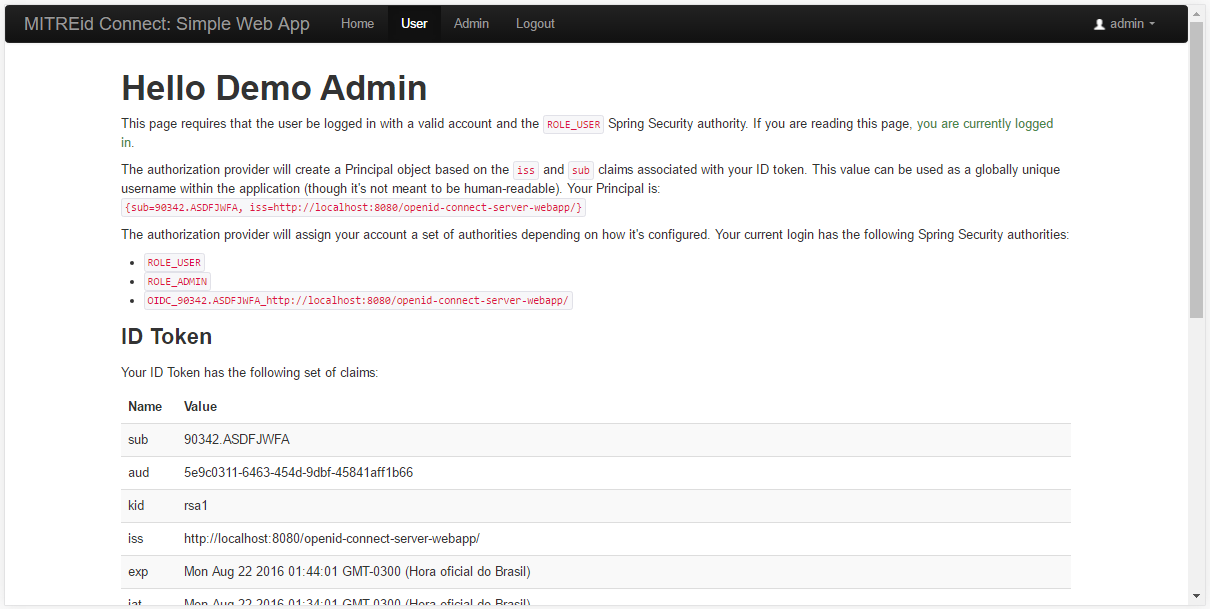 MITREid Connect: Simple Web App Home User Admin Logout admin
Hello Demo Admin
This page requires that the user be logged in with a valid account and the ROLE_USER Spring Security authority. If you are reading this page, you are currently logged
in.
The authorization provider will create a Principal object based on the iss and sub claims associated with your ID token. This value can be used as a globally unique
username within the application (though it's not meant to be human-readable). Your Principal is:
{sub=90342.ASDFJWFA, iss=http://localhost:8080/openid-connect-server-webapp/}
The authorization provider will assign your account a set of authorities depending on how it's configured. Your current login has the following Spring Security authorities:
• ROLE_USER
• ROLE_ADMIN
• OIDC_90342.ASDFJWFA_http://localhost:8080/openid-connect-server-webapp/
ID Token
Your ID Token has the following set of claims:
Name Value
sub 90342.ASDFJWFA
aud 5e9c0311-6463-454d-9dbf-45841aff1b66
kid rsa1
iss http://localhost:8080/openid-connect-server-webapp/
exp Mon Aug 22 2016 01:44:01 GMT-0300 (Hora oficial do Brasil)
iat Mon Aug 22 2016 01:34:01 GMT-0300 (Hora oficial do Brasil)